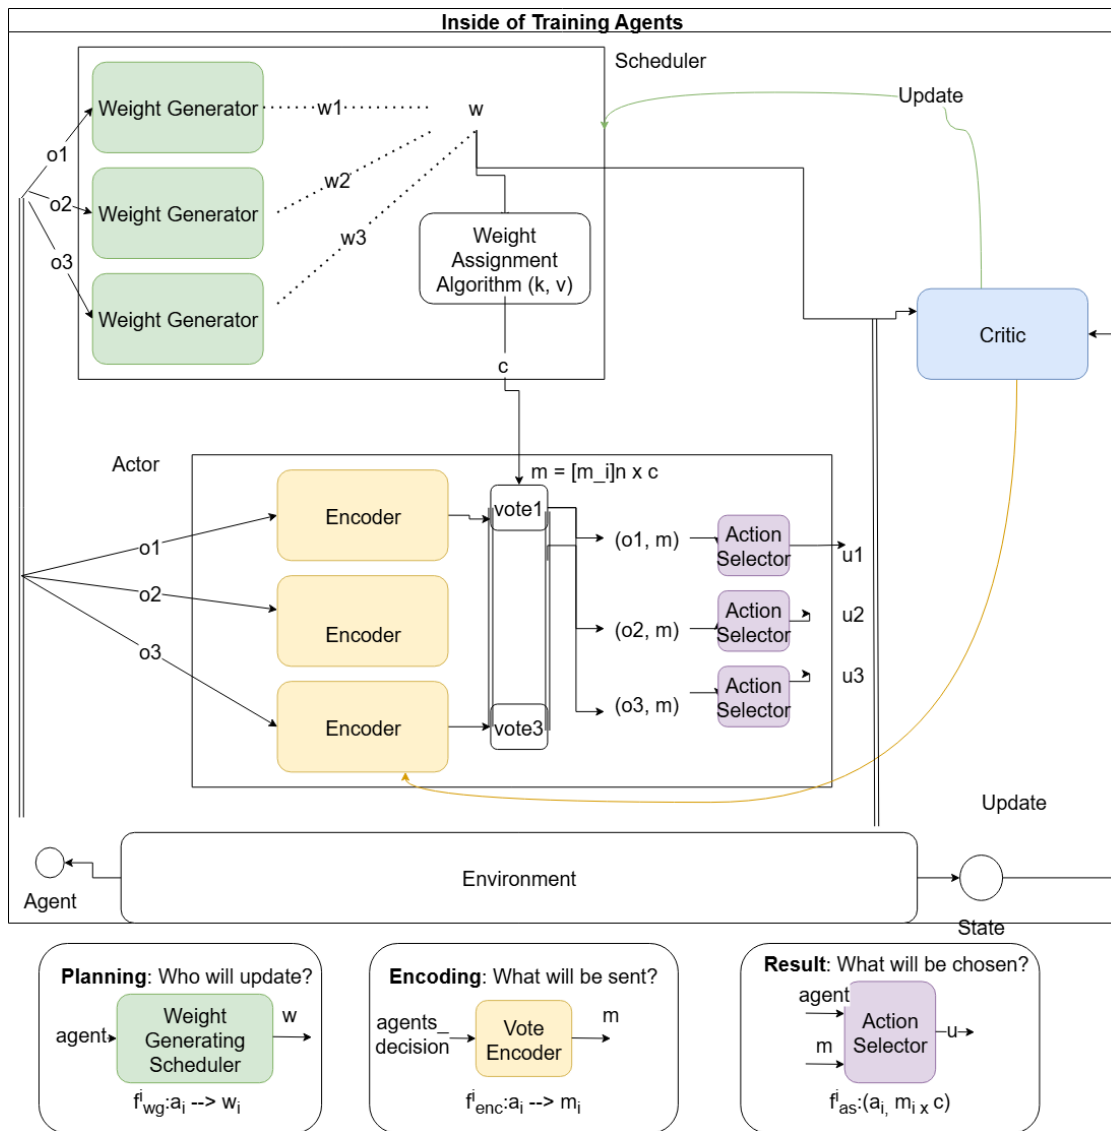 Inside of Training Agents
Scheduler
Weight Generator
w1
w
Update
o1
Weight Generator
w2
o2
w3
Weight
Assignment
Algorithm (k, v)
o3
Weight Generator
Critic
c
Actor
m = [m_i]n x c
Encoder
vote1
o1
(o1, m)
Action
Selector
u1
o2
Encoder
(o2, m)
Action
Selector
u2
o3
Encoder
vote3
(o3, m)
Action
Selector
u3
Update
Environment
Agent
State
Planning: Who will update?
agent
Weight
Generating
Scheduler
w
fⁱwg:ai --> wi
Encoding: What will be sent?
agents_
decision
Vote
Encoder
m
fⁱenc:ai --> mi
Result: What will be chosen?
agent
m
Action
Selector
u
fⁱas:(ai, mi x c)